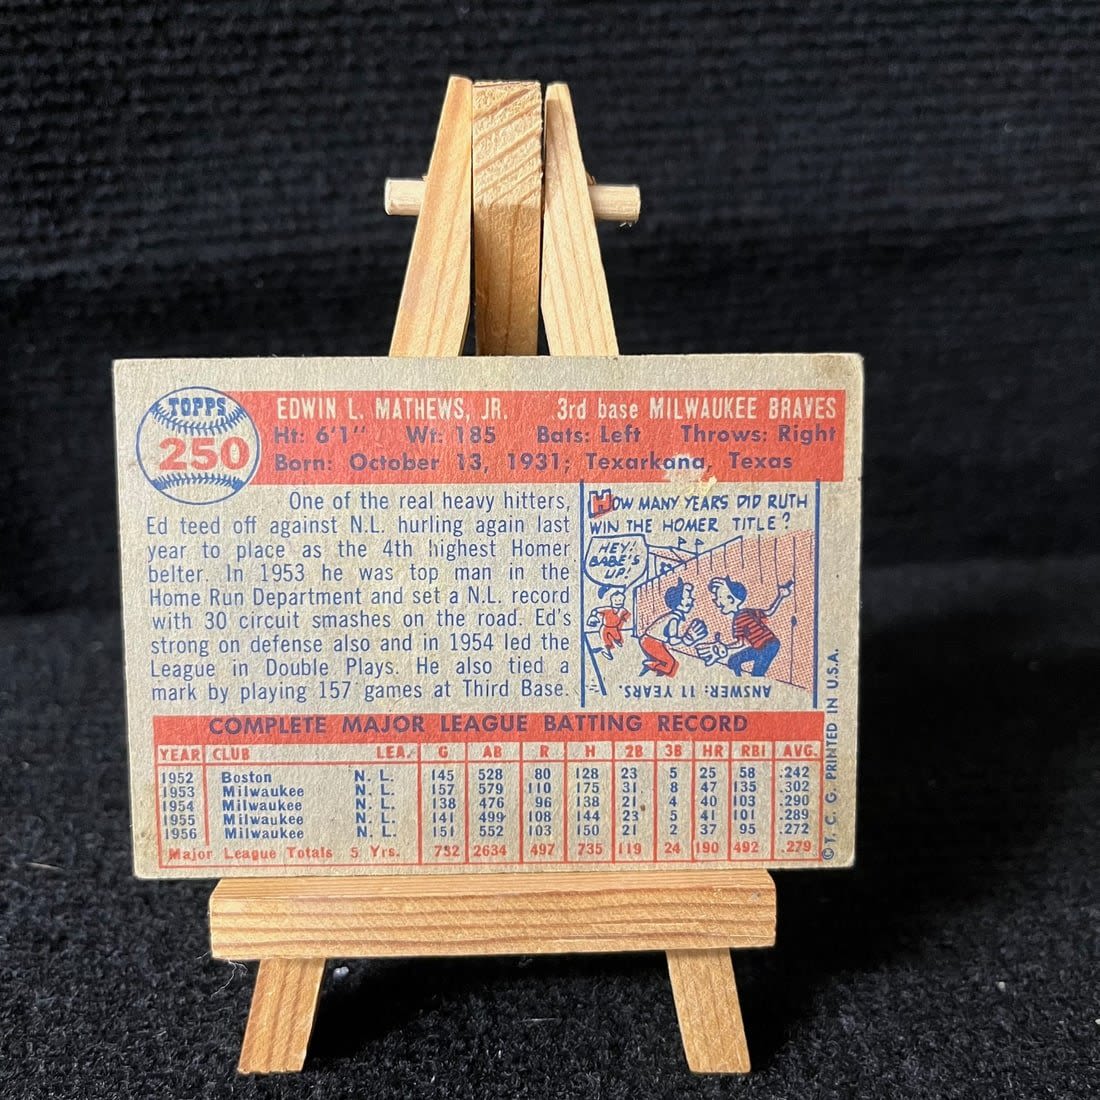 TOPPS
250
EDWIN L. MATHEWS, JR. 3rd base MILWAUKEE BRAVES
Ht: 6'1" Wt: 185 Bats: Left Throws: Right
Born: October 13, 1931; Texarkana, Texas
One of the real heavy hitters,
Ed teed off against N.L. hurling again last
year to place as the 4th highest Homer
belter. In 1953 he was top man in the
Home Run Department and set a N.L. record
with 30 circuit smashes on the road. Ed's
strong on defense also and in 1954 led the
League in Double Plays. He also tied a
mark by playing 157 games at Third Base.
HOW MANY YEARS DID RUTH
WIN THE HOMER TITLE?
HEY!
BABE'S
UP!
ANSWER: 11 YEARS.
COMPLETE MAJOR LEAGUE BATTING RECORD
YEAR CLUB LEA. G AB R H 2B 3B HR RBI AVG.
1952 Boston N. L. 145 528 80 128 23 5 25 58 .242
1953 Milwaukee N. L. 157 579 110 175 31 8 47 135 .302
1954 Milwaukee N. L. 138 476 96 138 21 4 40 103 .290
1955 Milwaukee N. L. 141 499 108 144 23 5 41 101 .289
1956 Milwaukee N. L. 151 552 103 150 21 2 37 95 .272
Major League Totals 5 Yrs. 732 2634 497 735 119 24 190 492 .279
© T. C. G. PRINTED IN U.S.A.